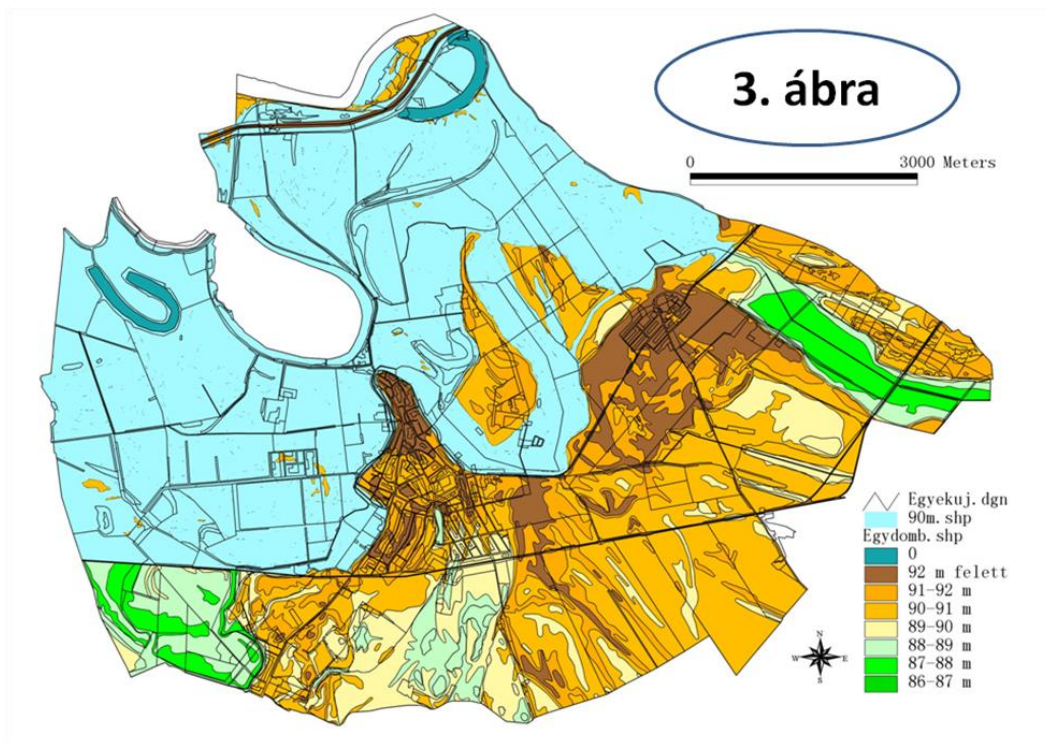 3. ábra
0 3000 Meters
Egyekuj.dgn
90m.shp
Egydomb.shp
0
92 m felett
91-92 m
90-91 m
89-90 m
88-89 m
87-88 m
86-87 m
N
W E
S